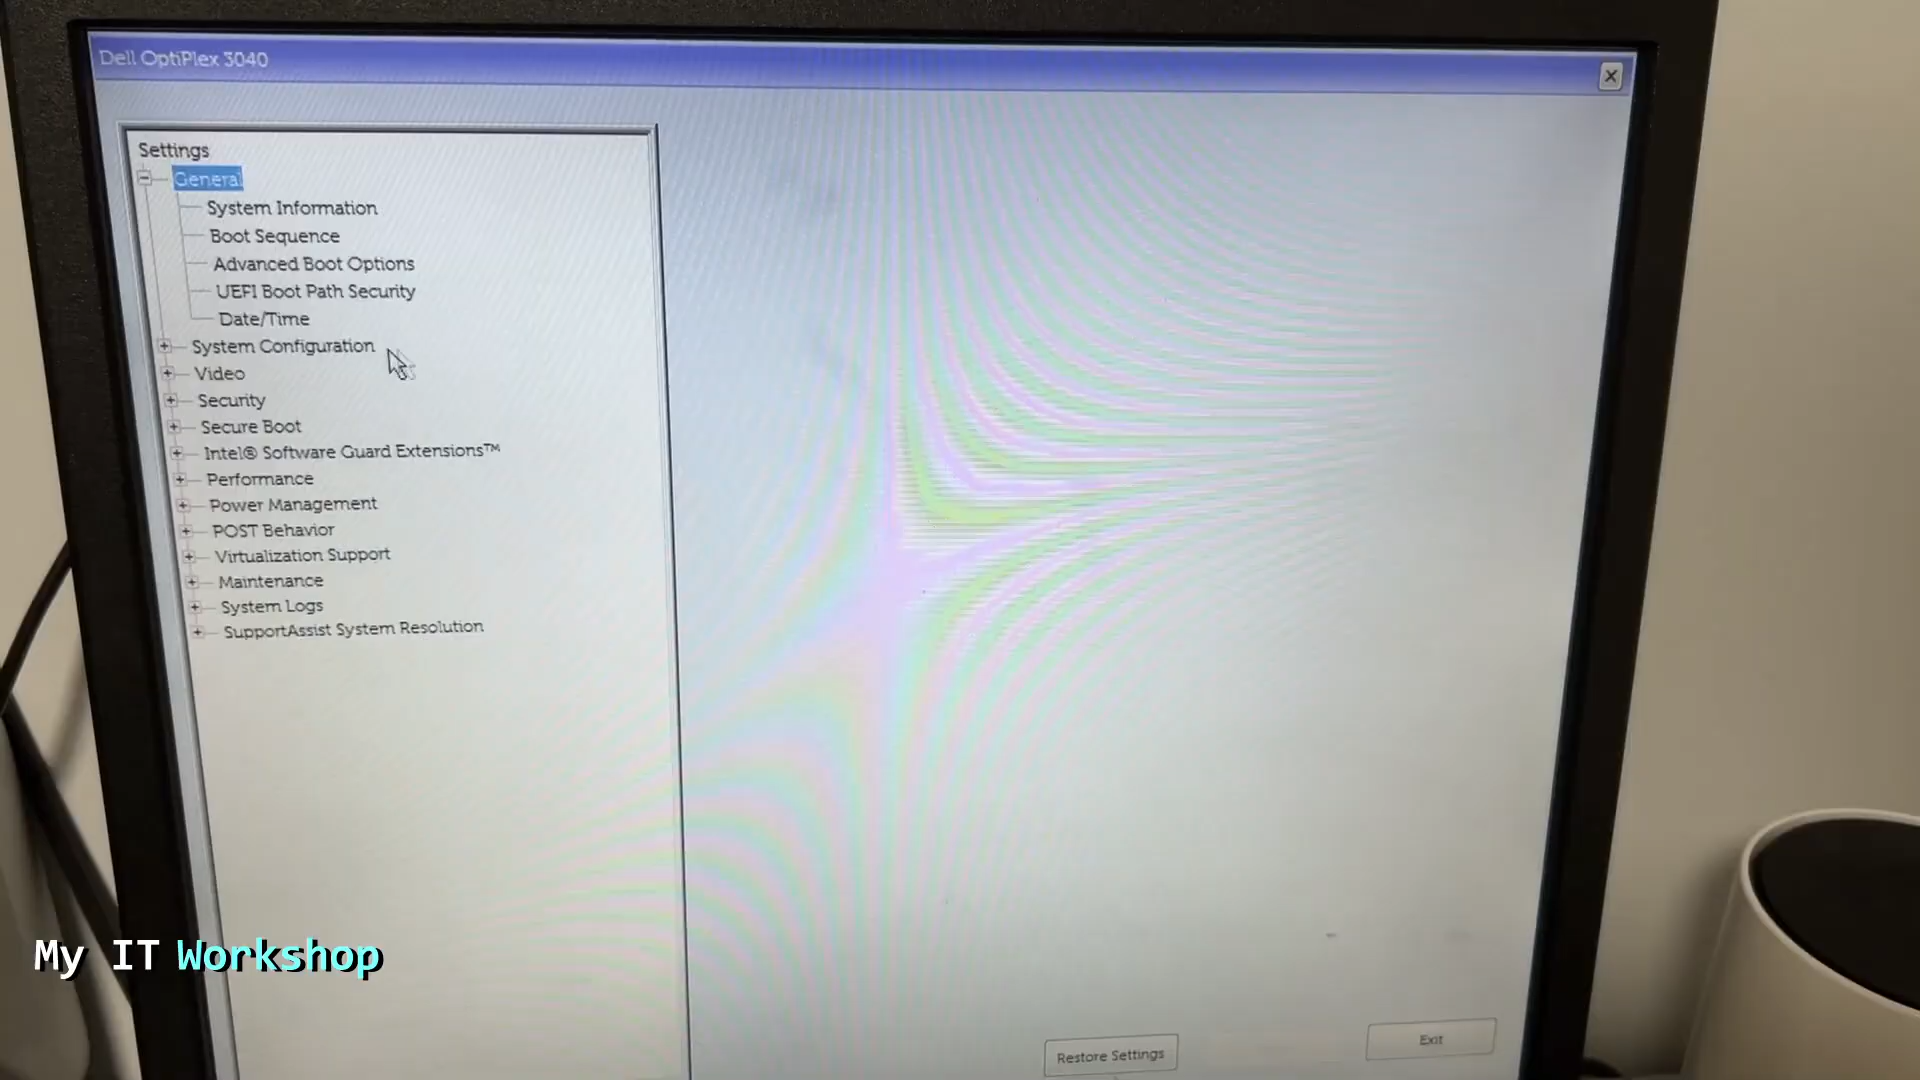 Dell OptiPlex 3040
Settings
General
System Information
Boot Sequence
Advanced Boot Options
UEFI Boot Path Security
Date/Time
System Configuration
Video
Security
Secure Boot
Intel® Software Guard Extensions™
Performance
Power Management
POST Behavior
Virtualization Support
Maintenance
System Logs
SupportAssist System Resolution
My IT Workshop
Restore Settings
Exit